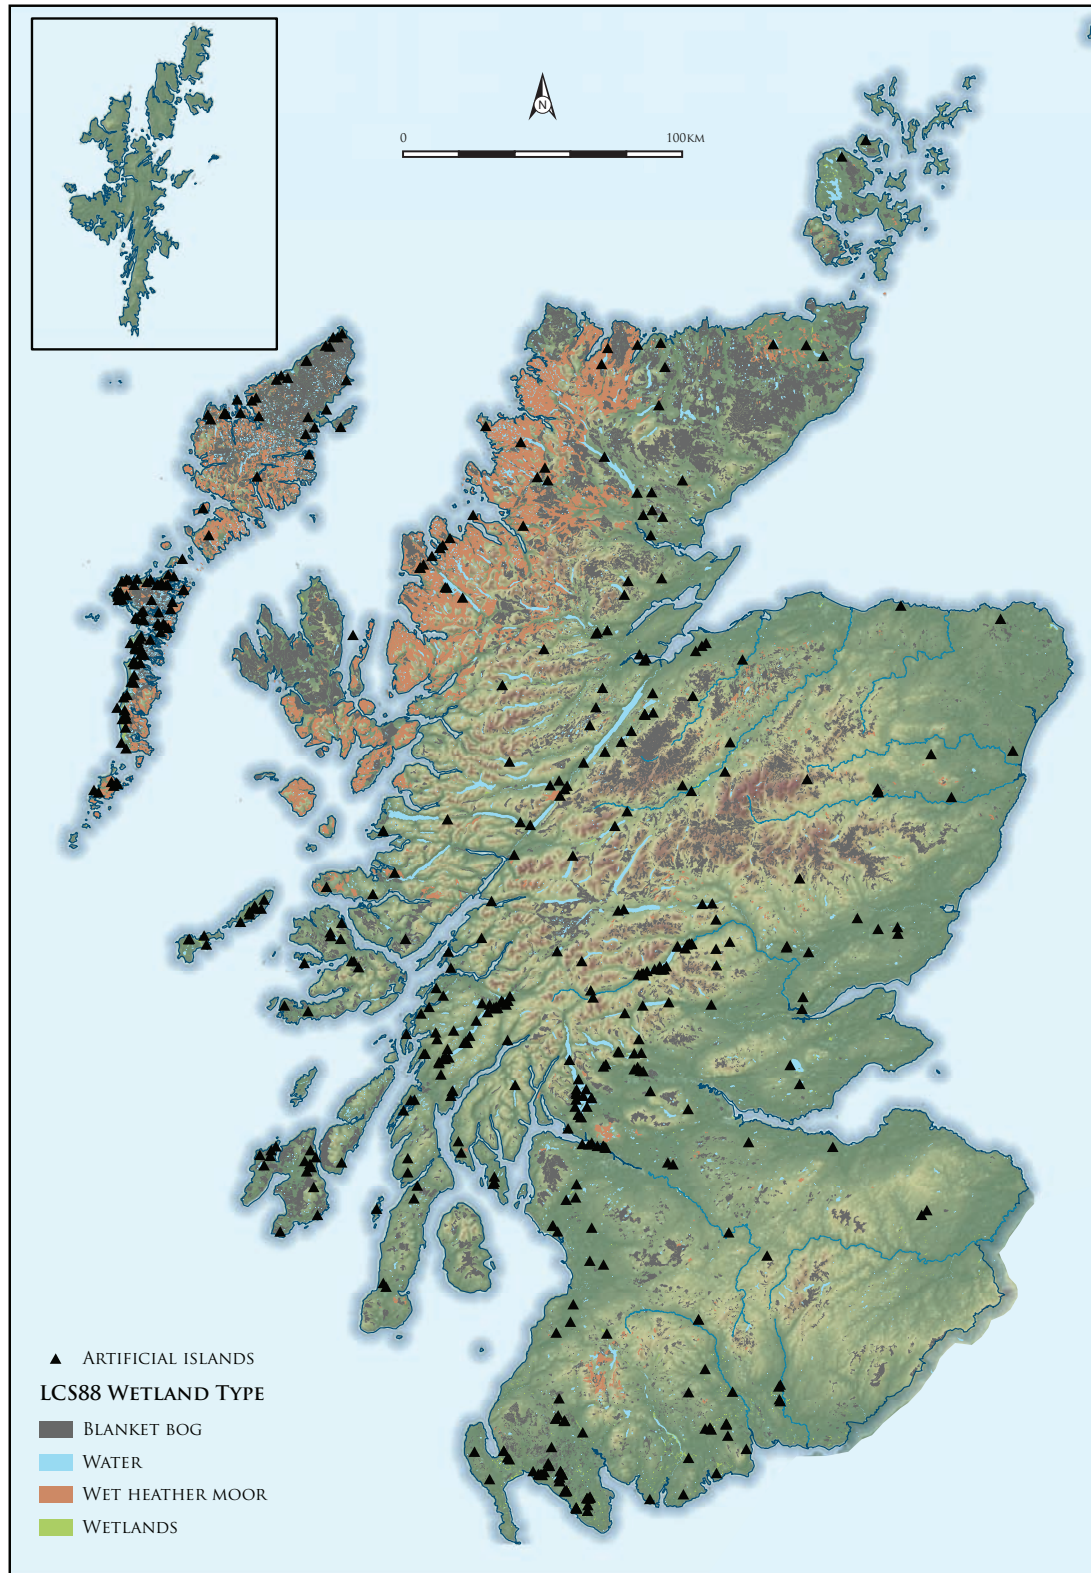 N
0 100KM
ARTIFICIAL ISLANDS
LCS88 WETLAND TYPE
BLANKET BOG
WATER
WET HEATHER MOOR
WETLANDS